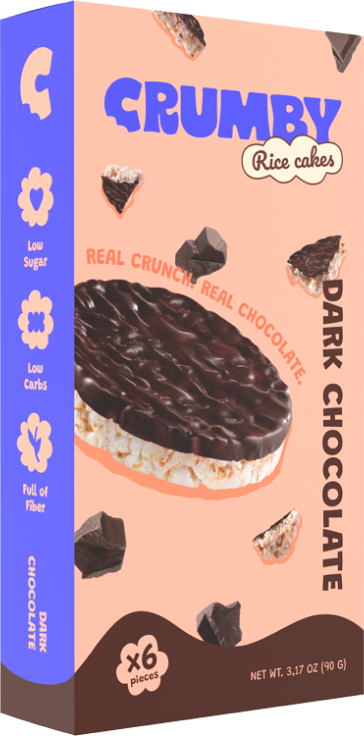 C
Low
Sugar
Low
Carbs
Full of
Fiber
DARK
CHOCOLATE
CRUMBY
Rice cakes
REAL CRUNCH. REAL CHOCOLATE.
DARK CHOCOLATE
x6
pieces
NET WT. 3,17 OZ (90 G)